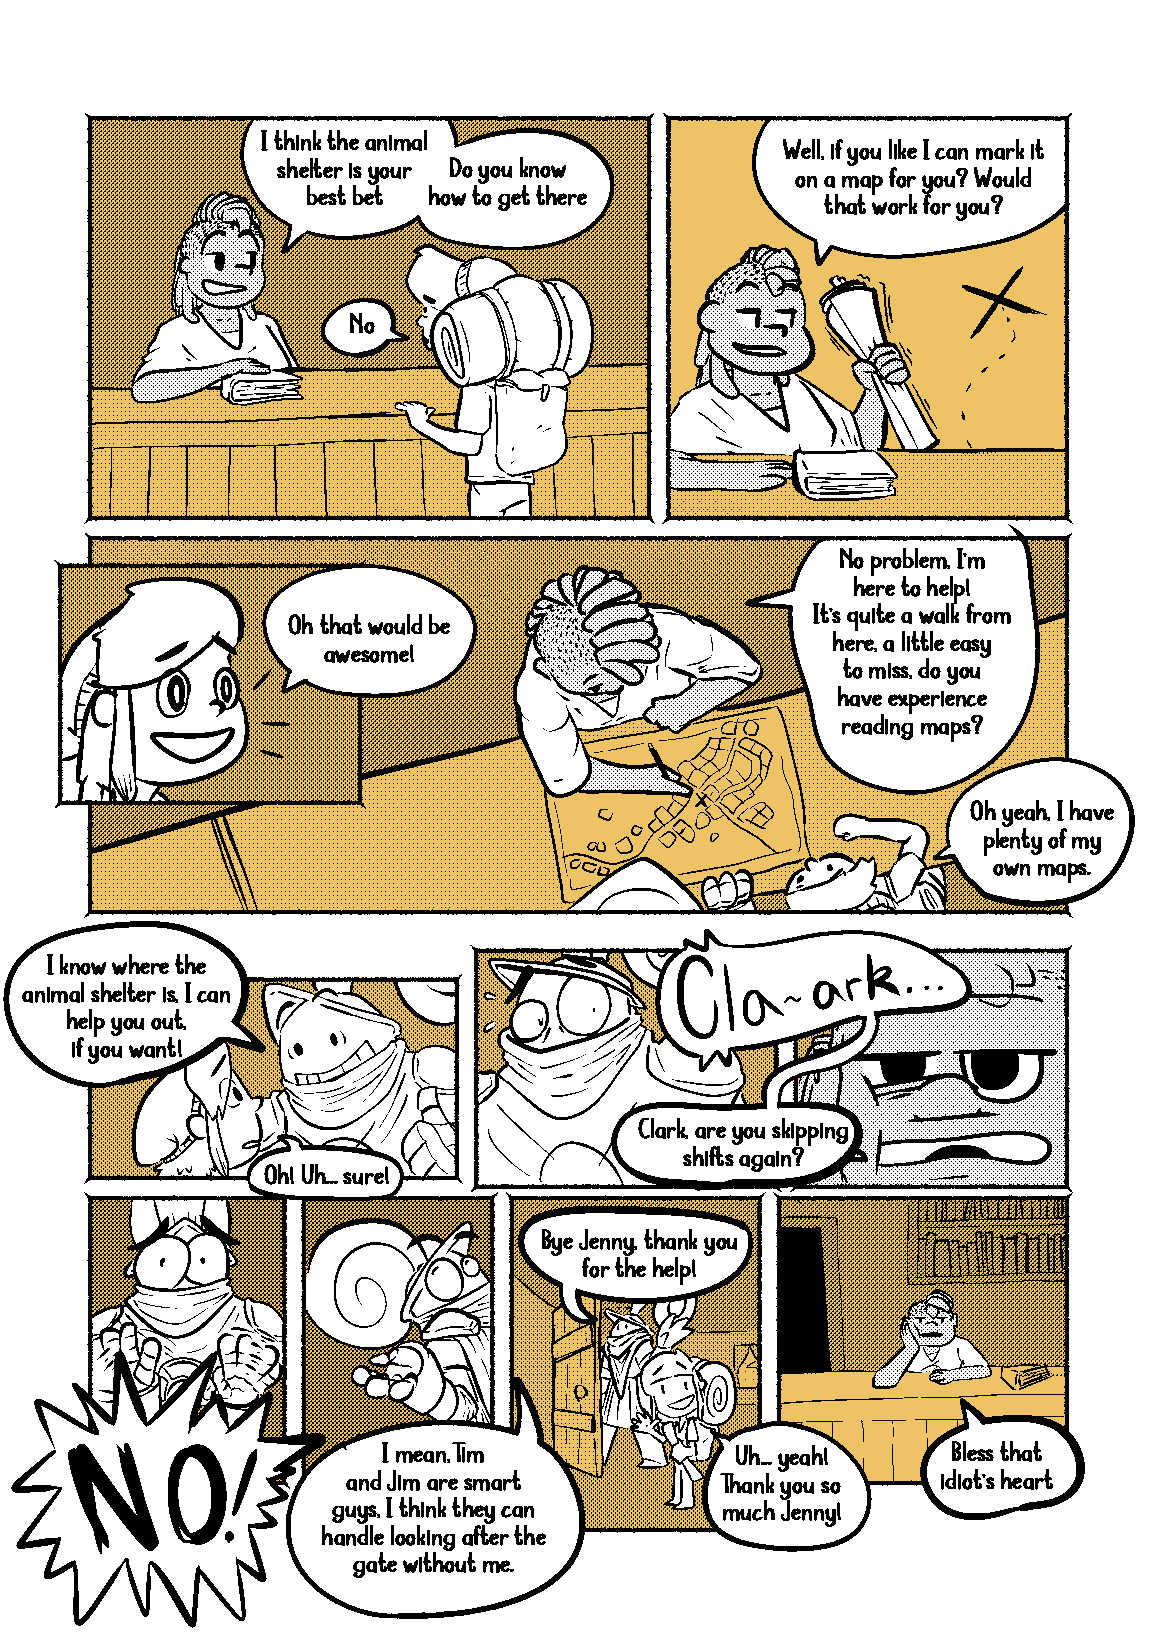 I think the animal
shelter is your
best bet
Do you know
how to get there
No
Well, if you like I can mark it
on a map for you? Would
that work for you?
Oh that would be
awesome!
No problem. I'm
here to help!
It's quite a walk from
here, a little easy
to miss, do you
have experience
reading maps?
Oh yeah, I have
plenty of my
own maps.
I know where the
animal shelter is, I can
help you out,
if you want!
Oh! Uh... sure!
Cla~ark...
Clark, are you skipping
shifts again?
NO!
I mean, Tim
and Jim are smart
guys, I think they can
handle looking after the
gate without me.
Bye Jenny, thank you
for the help!
Uh... yeah!
Thank you so
much Jenny!
Bless that
idiot's heart